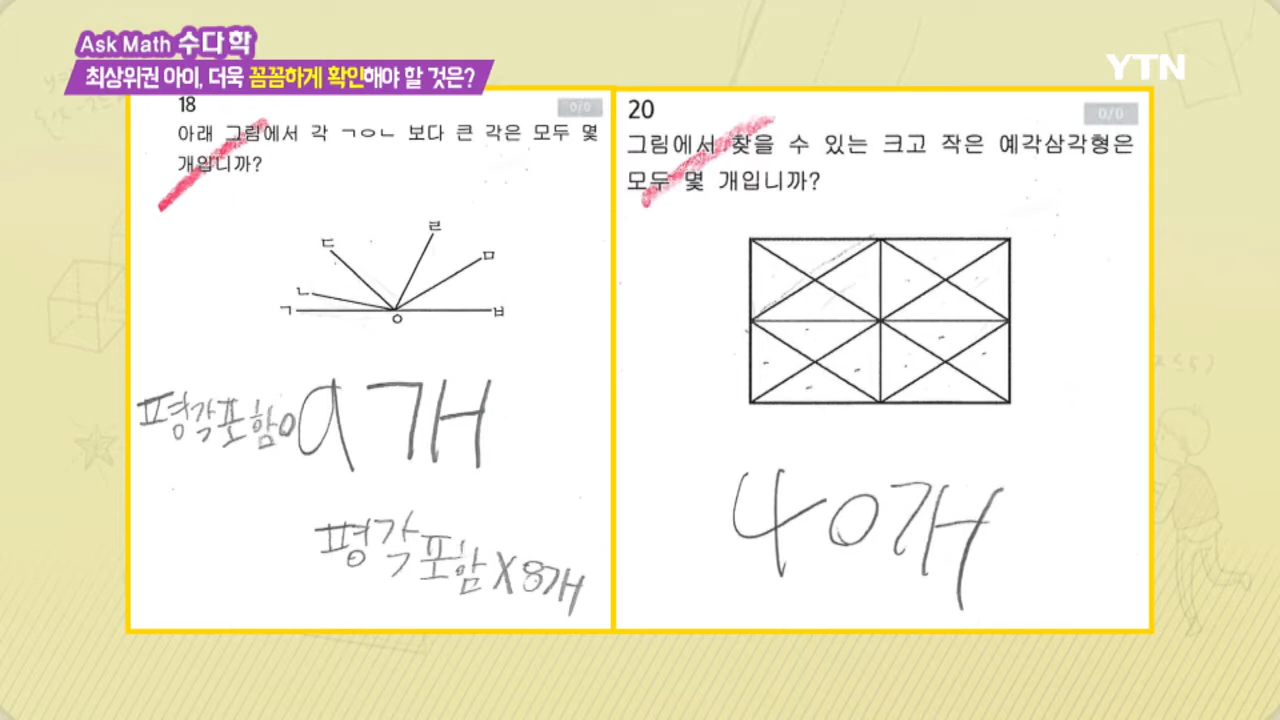 Ask Math 수다학
최상위권 아이, 더욱 꼼꼼하게 확인해야 할 것은?
YTN
18
0/0
아래 그림에서 각 ㄱㅇㄴ 보다 큰 각은 모두 몇
개입니까?
ㄹ
ㄷ
ㅁ
ㄴ
ㄱ
ㅇ
ㅂ
평각포함o 9개
평각포함X 8개
20
0/0
그림에서 찾을 수 있는 크고 작은 예각삼각형은
모두 몇 개입니까?
40개